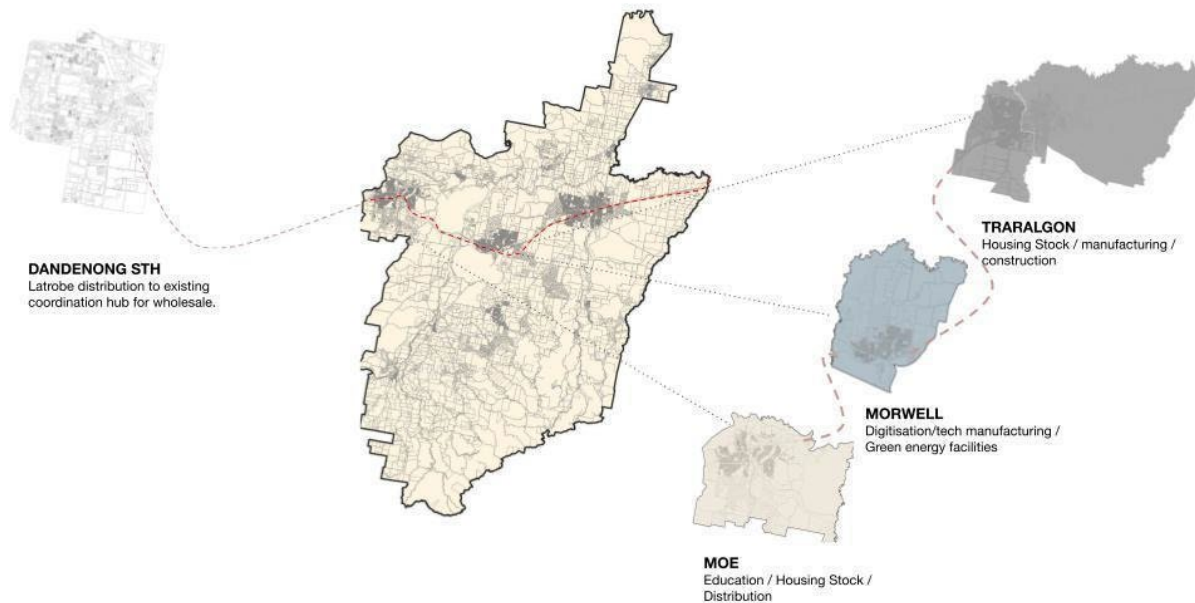 DANDENONG STH
Latrobe distribution to existing
coordination hub for wholesale.
TRARALGON
Housing Stock / manufacturing /
construction
MORWELL
Digitisation/tech manufacturing /
Green energy facilities
MOE
Education / Housing Stock /
Distribution